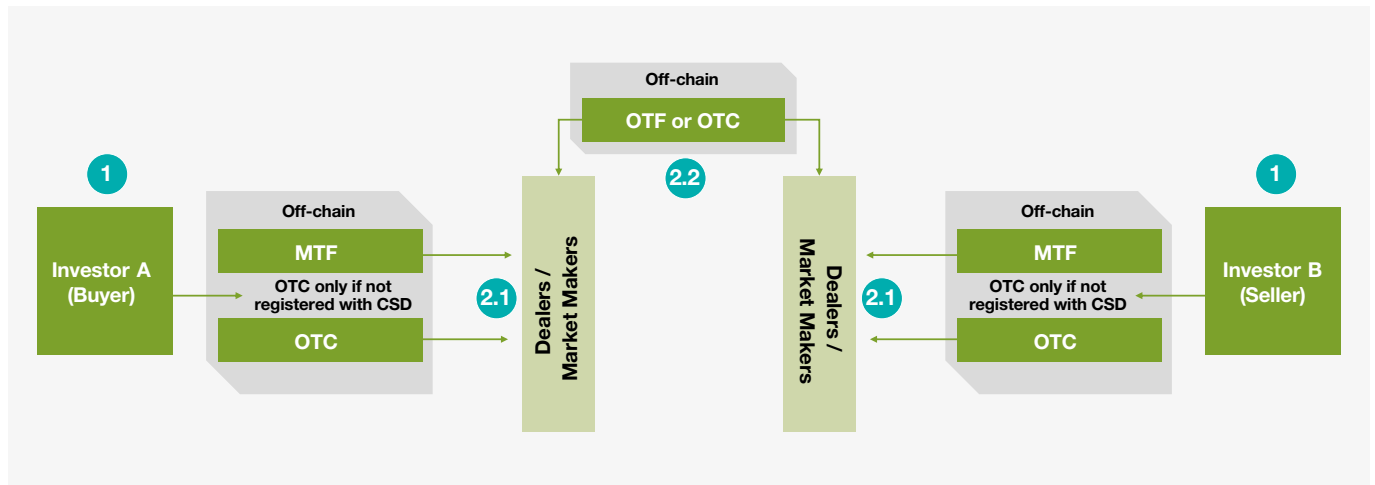 Off-chain
OTF or OTC
2.2
1
Investor A
(Buyer)
Off-chain
MTF
OTC only if not
registered with CSD
OTC
2.1
Dealers /
Market Makers
Dealers /
Market Makers
2.1
Off-chain
MTF
OTC only if not
registered with CSD
OTC
1
Investor B
(Seller)